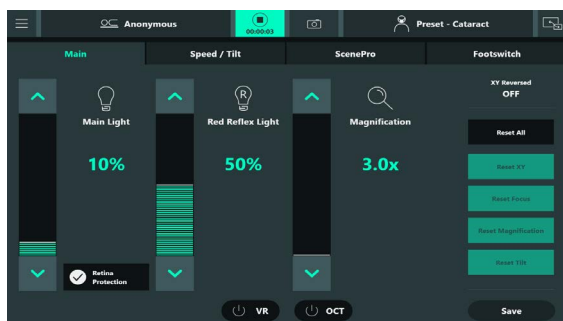 Anonymous
00:00:03
Preset - Cataract
Main
Speed / Tilt
ScenePro
Footswitch
Main Light
10%
Retina
Protection
R
Red Reflex Light
50%
Magnification
3.0x
XY Reversed
OFF
Reset All
Reset XY
Reset Focus
Reset Magnification
Reset Tilt
VR
OCT
Save